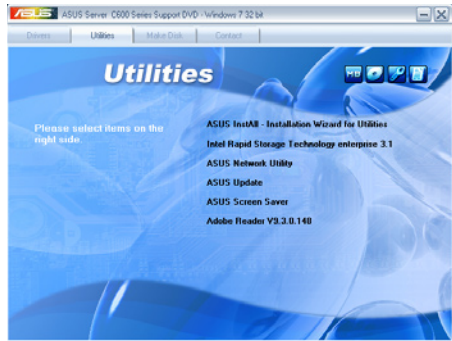 ASUS ASUS Server C600 Series Support DVD - Windows 7 32 bit
Drivers Utilities Make Disk Contact
Utilities
Please select items on the
right side.
ASUS InstAll - Installation Wizard for Utilities
Intel Rapid Storage Technology enterprise 3.1
ASUS Network Utility
ASUS Update
ASUS Screen Saver
Adobe Reader V9.3.0.148